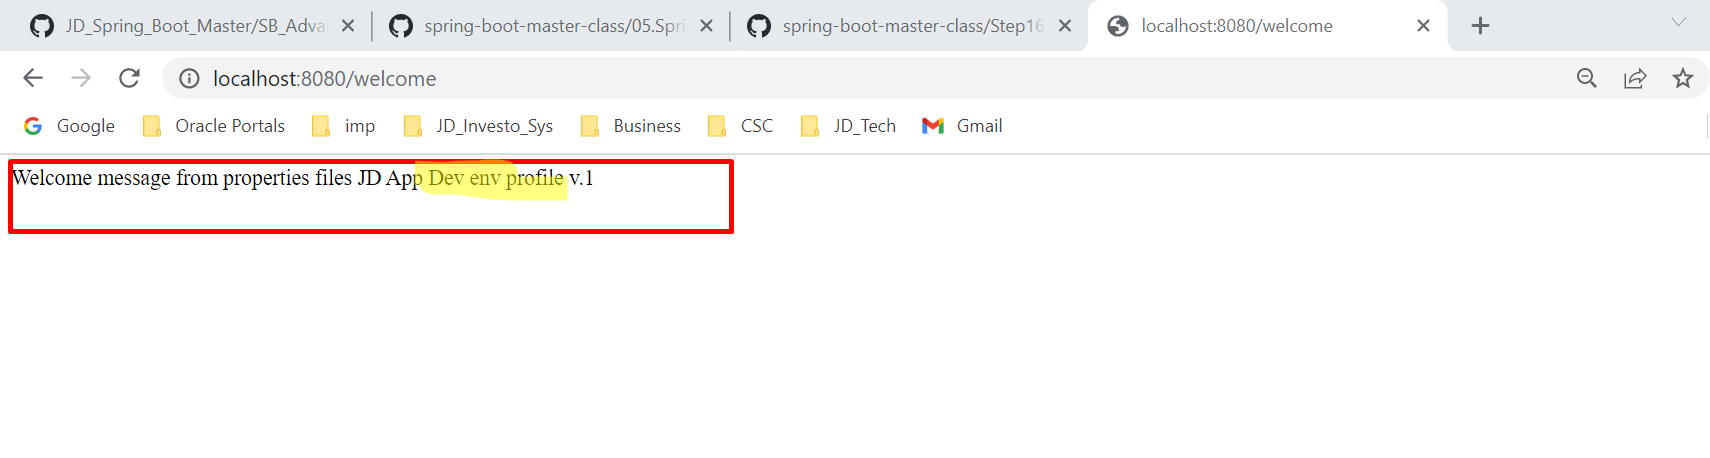 JD_Spring_Boot_Master/SB_Adva
spring-boot-master-class/05.Spri
spring-boot-master-class/Step16
localhost:8080/welcome
localhost:8080/welcome
Google Oracle Portals imp JD_Investo_Sys Business CSC JD_Tech Gmail
Welcome message from properties files JD App Dev env profile v.1